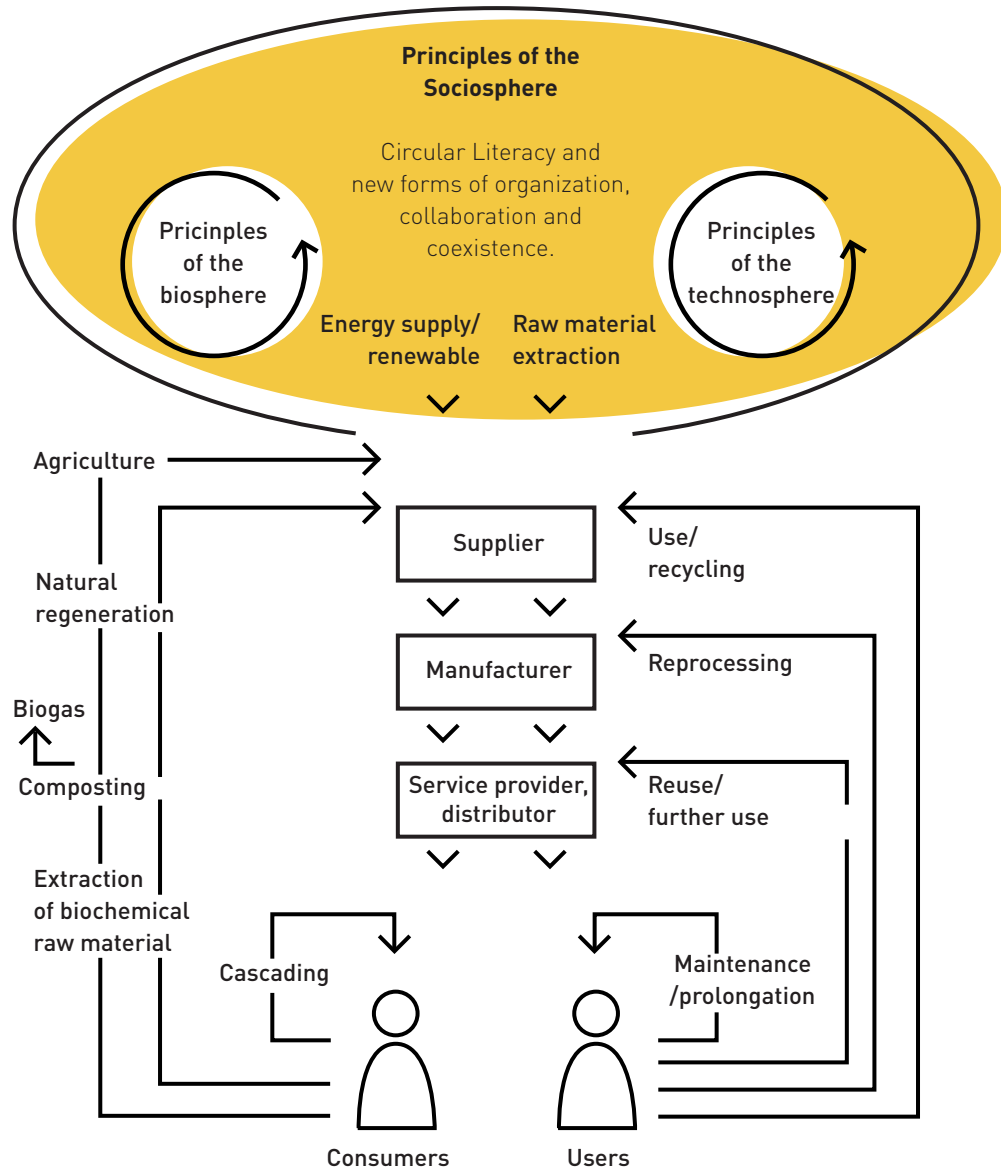 Principles of the
Sociosphere
Circular Literacy and
new forms of organization,
collaboration and
coexistence.
Pricinples
of the
biosphere
Principles
of the
technosphere
Energy supply/
renewable
Raw material
extraction
Agriculture
Supplier
Use/
recycling
Natural
regeneration
Manufacturer
Reprocessing
Biogas
Composting
Service provider,
distributor
Reuse/
further use
Extraction
of biochemical
raw material
Cascading
Maintenance
/prolongation
Consumers
Users